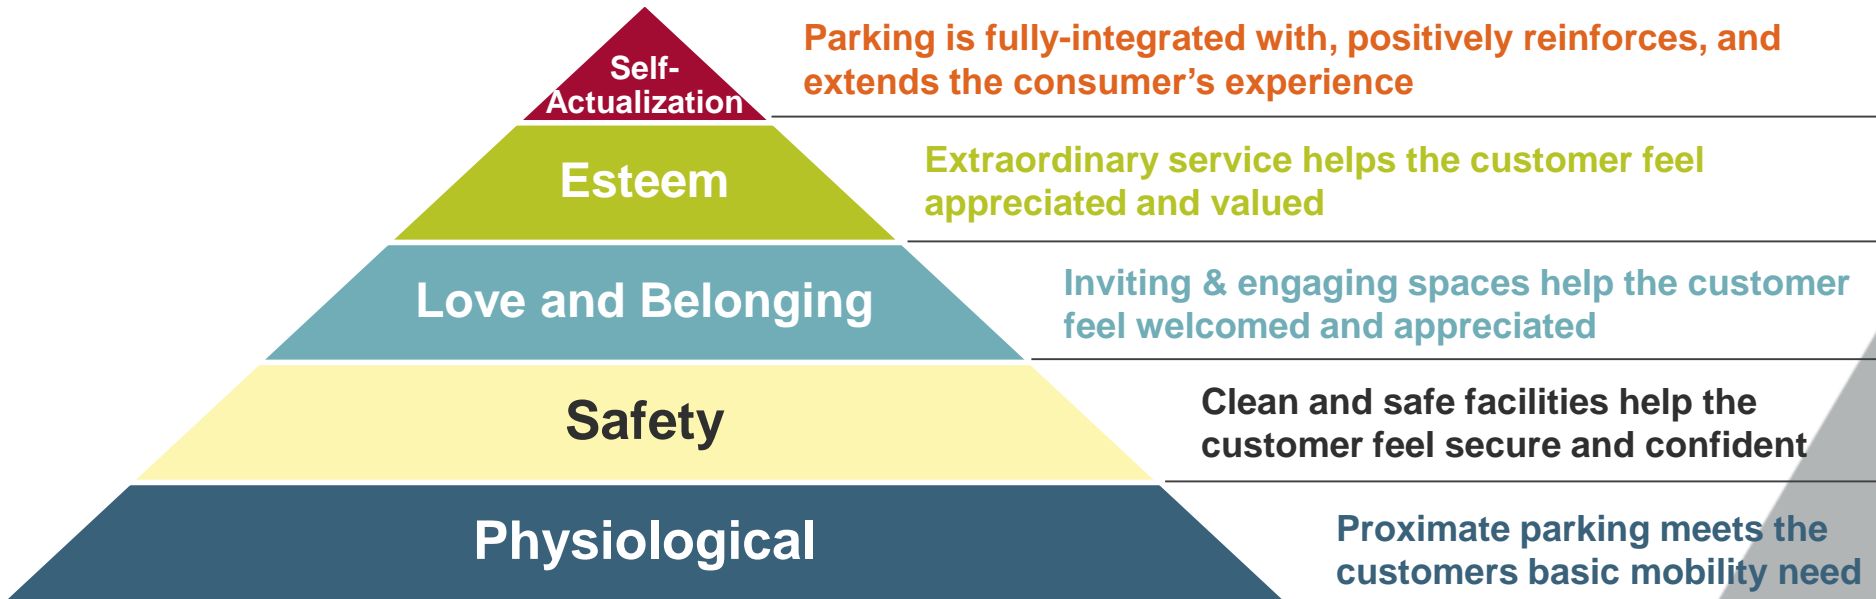 Self-
Actualization
Parking is fully-integrated with, positively reinforces, and
extends the consumer’s experience
Esteem
Extraordinary service helps the customer feel
appreciated and valued
Love and Belonging
Inviting & engaging spaces help the customer
feel welcomed and appreciated
Safety
Clean and safe facilities help the
customer feel secure and confident
Physiological
Proximate parking meets the
customers basic mobility need